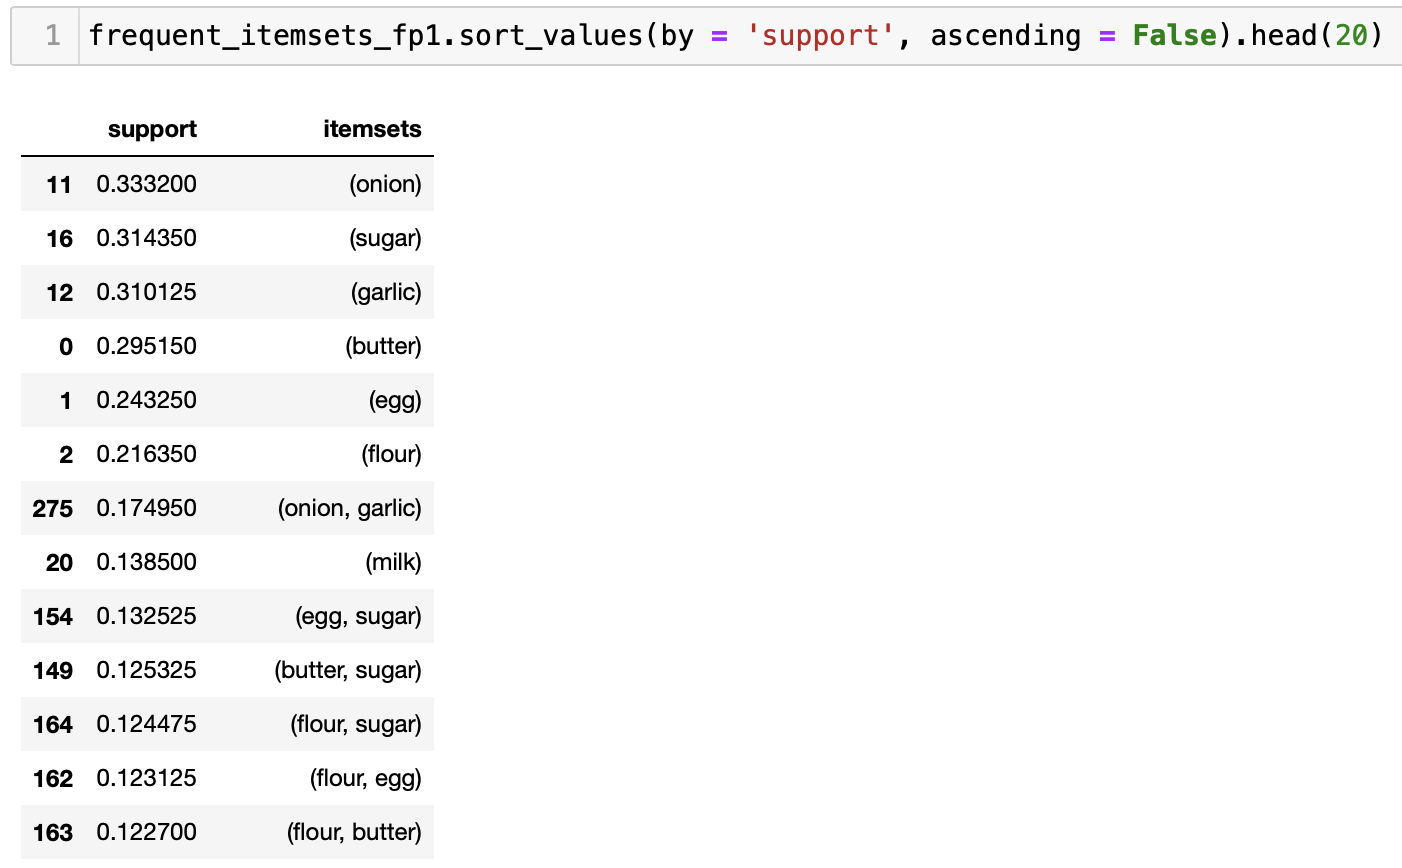 1 frequent_itemsets_fp1.sort_values(by = 'support', ascending = False).head(20)
support itemsets
11 0.333200 (onion)
16 0.314350 (sugar)
12 0.310125 (garlic)
0 0.295150 (butter)
1 0.243250 (egg)
2 0.216350 (flour)
275 0.174950 (onion, garlic)
20 0.138500 (milk)
154 0.132525 (egg, sugar)
149 0.125325 (butter, sugar)
164 0.124475 (flour, sugar)
162 0.123125 (flour, egg)
163 0.122700 (flour, butter)